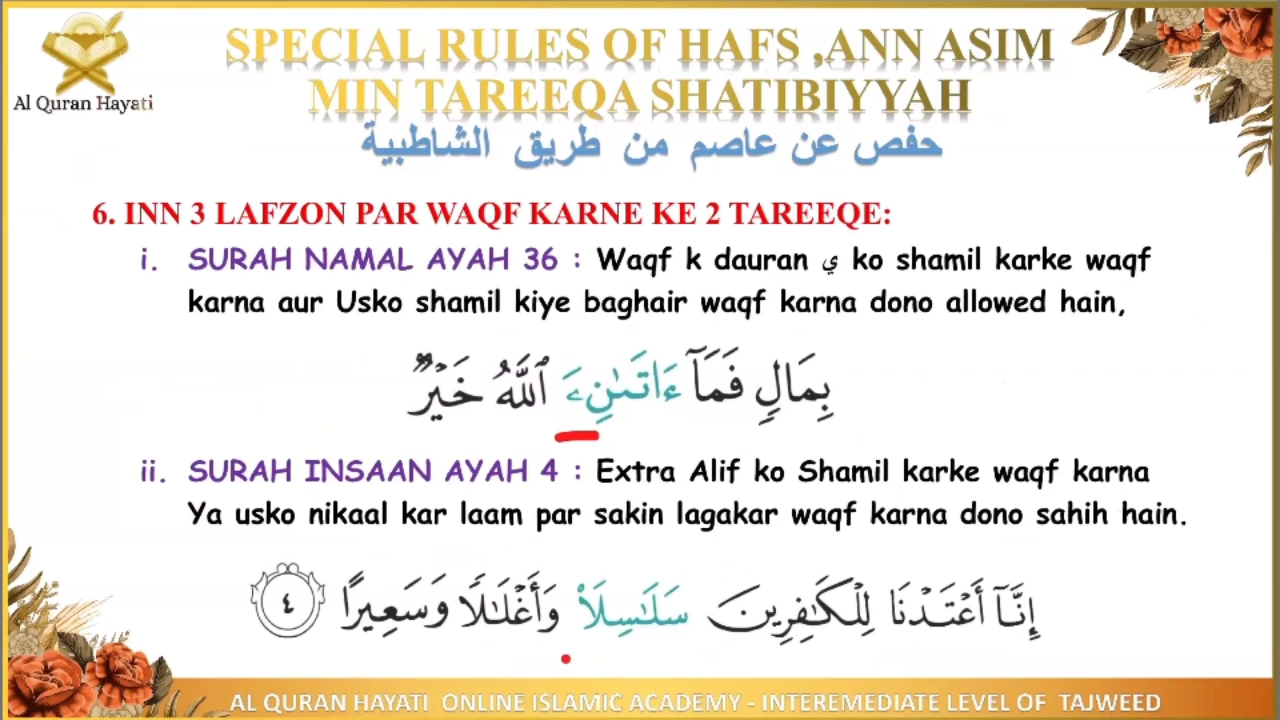 Al Quran Hayati
SPECIAL RULES OF HAFS ,ANN ASIM
MIN TAREEQA SHATIBIYYAH
حفص عن عاصم من طريق الشاطبية
6. INN 3 LAFZON PAR WAQF KARNE KE 2 TAREEQE:
i. SURAH NAMAL AYAH 36 : Waqf k dauran ي ko shamil karke waqf
karna aur Usko shamil kiye baghair waqf karna dono allowed hain,
بِمَالٍ فَمَآ ءَاتَىٰنِۦَ ٱللَّهُ خَيْرٌ
ii. SURAH INSAAN AYAH 4 : Extra Alif ko Shamil karke waqf karna
Ya usko nikaal kar laam par sakin lagakar waqf karna dono sahih hain.
إِنَّآ أَعْتَدْنَا لِلْكَٰفِرِينَ سَلَٰسِلَا۟ وَأَغْلَٰلًا وَسَعِيرًا ٤
AL QURAN HAYATI ONLINE ISLAMIC ACADEMY - INTEREMEDIATE LEVEL OF TAJWEED